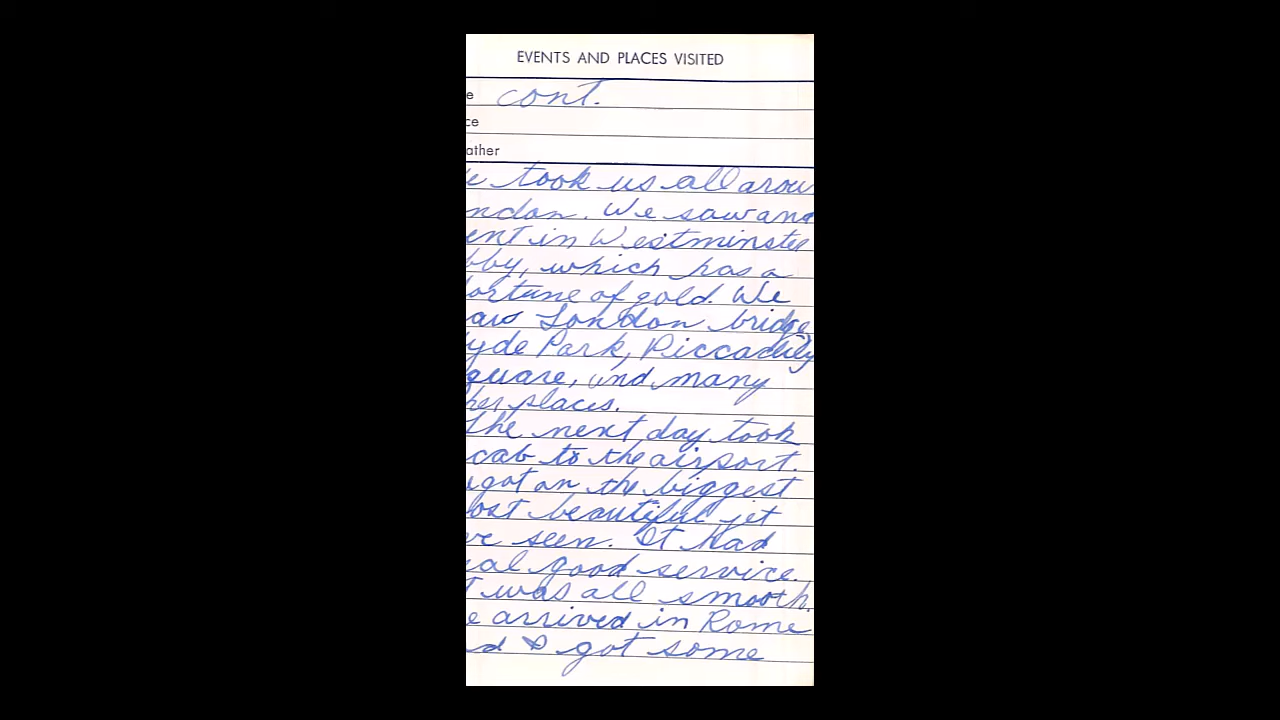 EVENTS AND PLACES VISITED
e cont.
ce
ather
e took us all arou
ndon. We saw and
ent in Westminste
bby, which has a
ortune of gold. We
aw London bridge
yde Park, Piccadilly
quare, and many
her places.
The next day took
cab to the airport.
got on the biggest
ost beautiful jet
ve seen. It had
eal good service.
T was all smooth.
e arrived in Rome
d I got some